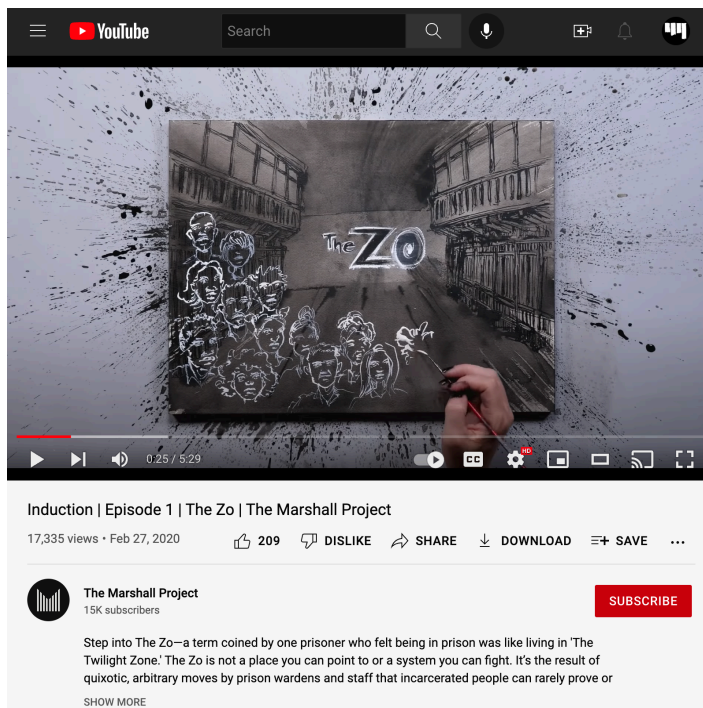 YouTube
Search
The Zo
0:25 / 5:29
CC
HD
Induction | Episode 1 | The Zo | The Marshall Project
17,335 views • Feb 27, 2020
209
DISLIKE
SHARE
DOWNLOAD
SAVE
The Marshall Project
15K subscribers
SUBSCRIBE
Step into The Zo—a term coined by one prisoner who felt being in prison was like living in 'The
Twilight Zone.' The Zo is not a place you can point to or a system you can fight. It's the result of
quixotic, arbitrary moves by prison wardens and staff that incarcerated people can rarely prove or
SHOW MORE